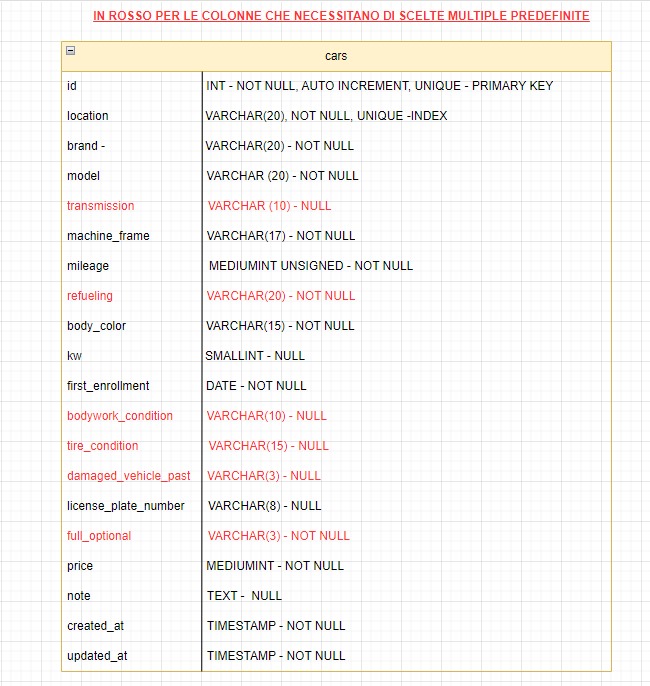 IN ROSSO PER LE COLONNE CHE NECESSITANO DI SCELTE MULTIPLE PREDEFINITE
cars
id INT - NOT NULL, AUTO INCREMENT, UNIQUE - PRIMARY KEY
location VARCHAR(20), NOT NULL, UNIQUE -INDEX
brand - VARCHAR(20) - NOT NULL
model VARCHAR (20) - NOT NULL
transmission VARCHAR (10) - NULL
machine_frame VARCHAR(17) - NOT NULL
mileage MEDIUMINT UNSIGNED - NOT NULL
refueling VARCHAR(20) - NOT NULL
body_color VARCHAR(15) - NOT NULL
kw SMALLINT - NULL
first_enrollment DATE - NOT NULL
bodywork_condition VARCHAR(10) - NULL
tire_condition VARCHAR(15) - NULL
damaged_vehicle_past VARCHAR(3) - NULL
license_plate_number VARCHAR(8) - NULL
full_optional VARCHAR(3) - NOT NULL
price MEDIUMINT - NOT NULL
note TEXT - NULL
created_at TIMESTAMP - NOT NULL
updated_at TIMESTAMP - NOT NULL